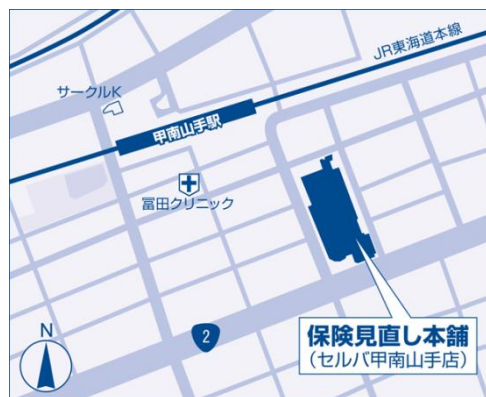 JR東海道本線
サークルK
甲南山手駅
冨田クリニック
2
N
保険見直し本舗
(セルバ甲南山手店)